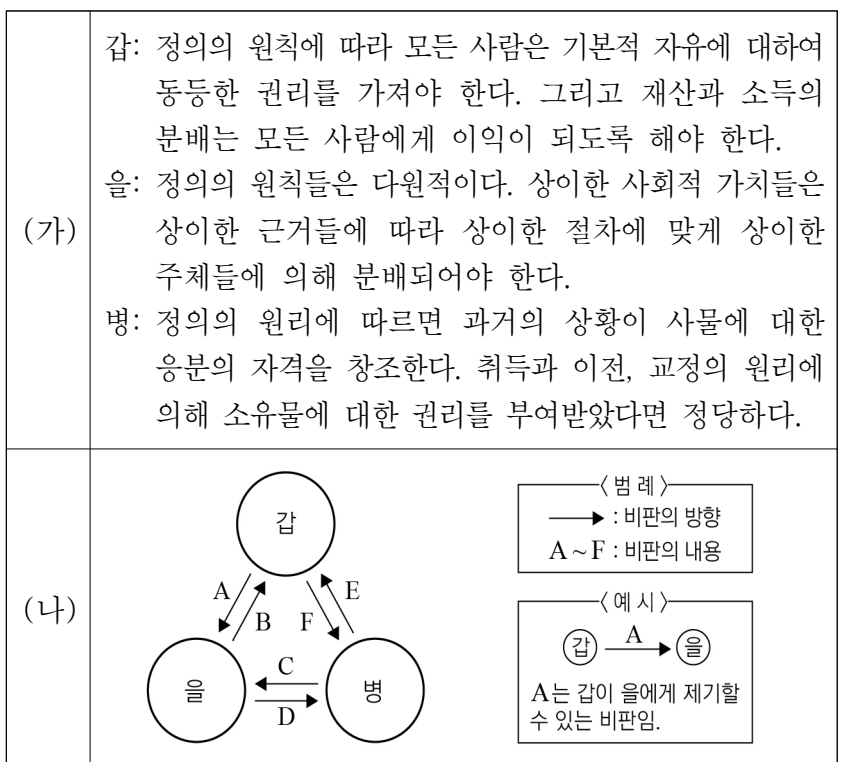 (가)
갑: 정의의 원칙에 따라 모든 사람은 기본적 자유에 대하여
동등한 권리를 가져야 한다. 그리고 재산과 소득의
분배는 모든 사람에게 이익이 되도록 해야 한다.
을: 정의의 원칙들은 다원적이다. 상이한 사회적 가치들은
상이한 근거들에 따라 상이한 절차에 맞게 상이한
주체들에 의해 분배되어야 한다.
병: 정의의 원리에 따르면 과거의 상황이 사물에 대한
응분의 자격을 창조한다. 취득과 이전, 교정의 원리에
의해 소유물에 대한 권리를 부여받았다면 정당하다.
(나)
갑
A
B
F
E
을
C
D
병
〈범 례〉
: 비판의 방향
A ~ F : 비판의 내용
〈예 시〉
갑 A 을
A는 갑이 을에게 제기할
수 있는 비판임.